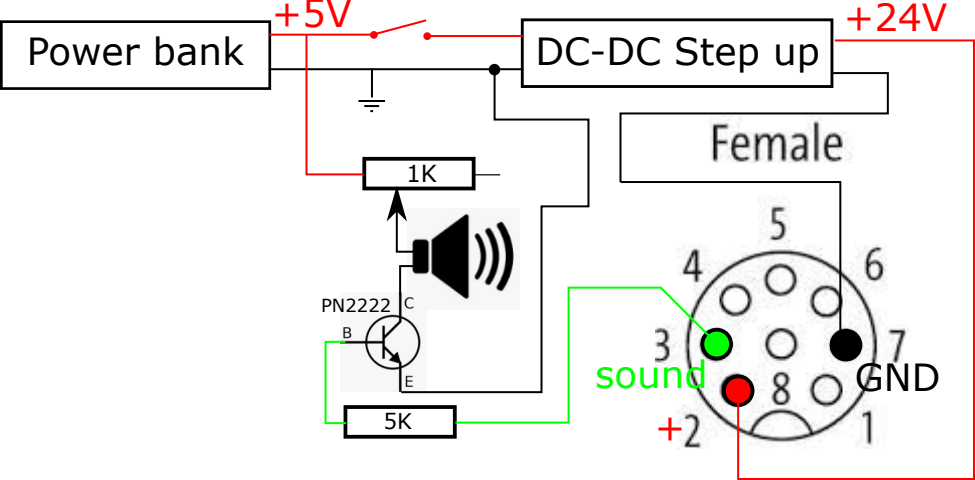 +5V
+24V
Power bank
DC-DC Step up
Female
1K
5
4
6
PN2222
C
B
3
7
sound
GND
E
8
5K
+2
1